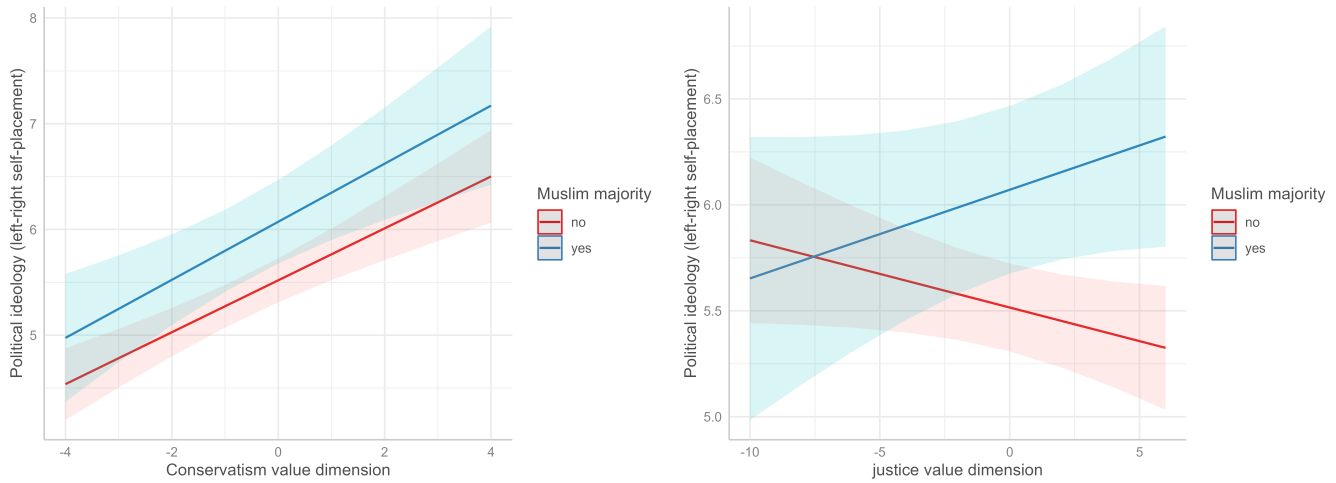 Political ideology (left-right self-placement)
8
7
6
5
-4
-2
0
2
4
Conservatism value dimension
Muslim majority
no
yes
Political ideology (left-right self-placement)
6.5
6.0
5.5
5.0
-10
-5
0
5
justice value dimension
Muslim majority
no
yes